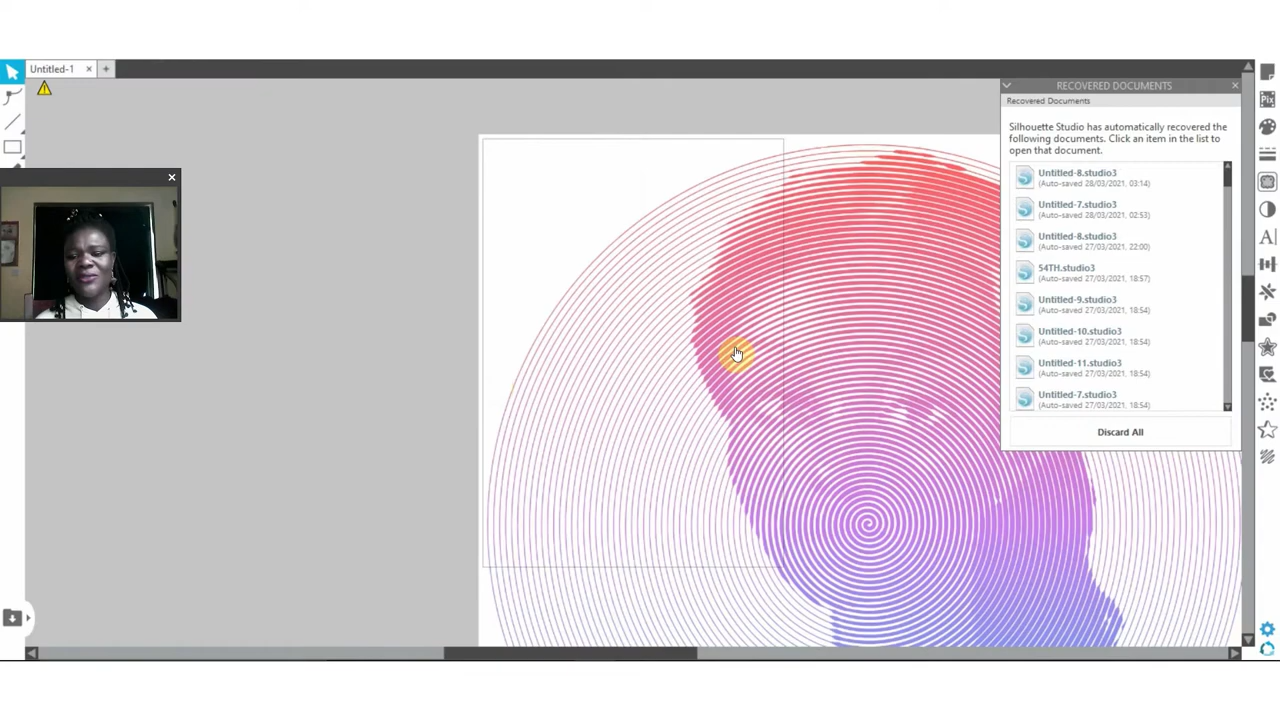 Untitled-1
RECOVERED DOCUMENTS
Recovered Documents
Silhouette Studio has automatically recovered the
following documents. Click an item in the list to
open that document.
Untitled-8.studio3
(Auto-saved 28/03/2021, 03:14)
Untitled-7.studio3
(Auto-saved 28/03/2021, 02:53)
Untitled-8.studio3
(Auto-saved 27/03/2021, 22:00)
54TH.studio3
(Auto-saved 27/03/2021, 18:57)
Untitled-9.studio3
(Auto-saved 27/03/2021, 18:54)
Untitled-10.studio3
(Auto-saved 27/03/2021, 18:54)
Untitled-11.studio3
(Auto-saved 27/03/2021, 18:54)
Untitled-7.studio3
(Auto-saved 27/03/2021, 18:54)
Discard All